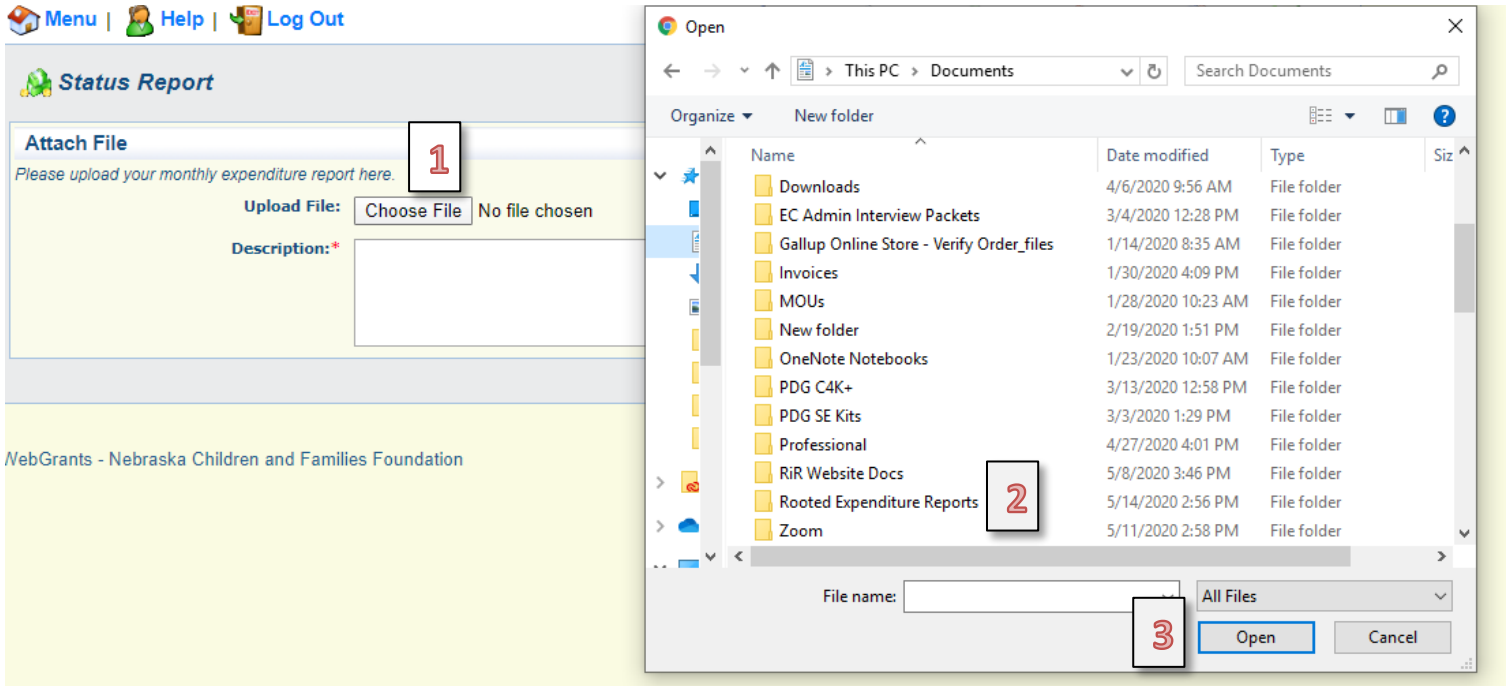 Menu | Help | Log Out
Status Report
Attach File
1
Please upload your monthly expenditure report here.
Upload File: Choose File No file chosen
Description:*
WebGrants - Nebraska Children and Families Foundation
Open
This PC > Documents
Search Documents
Organize New folder
Name Date modified Type Siz
Downloads 4/6/2020 9:56 AM File folder
EC Admin Interview Packets 3/4/2020 12:28 PM File folder
Gallup Online Store - Verify Order_files 1/14/2020 8:35 AM File folder
Invoices 1/30/2020 4:09 PM File folder
MOUs 1/28/2020 10:23 AM File folder
New folder 2/19/2020 1:51 PM File folder
OneNote Notebooks 1/23/2020 10:07 AM File folder
PDG C4K+ 3/13/2020 12:58 PM File folder
PDG SE Kits 3/3/2020 1:29 PM File folder
Professional 4/27/2020 4:01 PM File folder
RiR Website Docs 5/8/2020 3:46 PM File folder
Rooted Expenditure Reports 5/14/2020 2:56 PM File folder
2
Zoom 5/11/2020 2:58 PM File folder
File name: All Files
3
Open Cancel